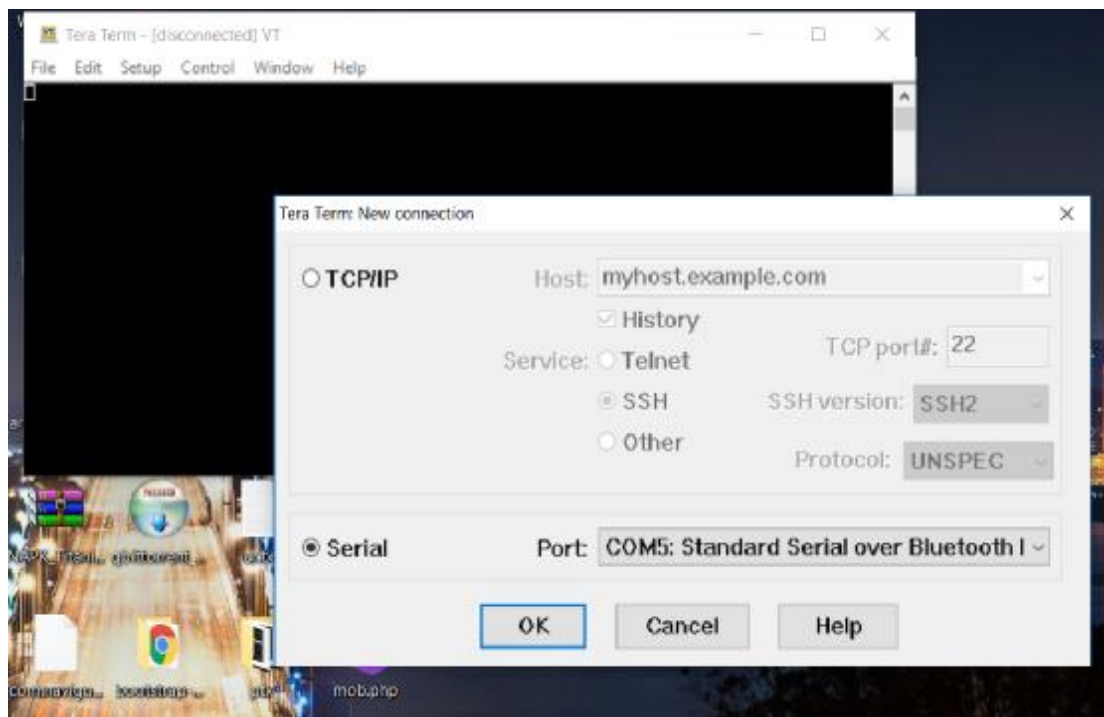 Tera Term - [disconnected] VT
File Edit Setup Control Window Help
Tera Term: New connection
TCP/IP
Host: myhost.example.com
History
Service: Telnet
TCP port#: 22
SSH
SSH version: SSH2
Other
Protocol: UNSPEC
Serial
Port: COM5: Standard Serial over Bluetooth l
OK Cancel Help
mob.php